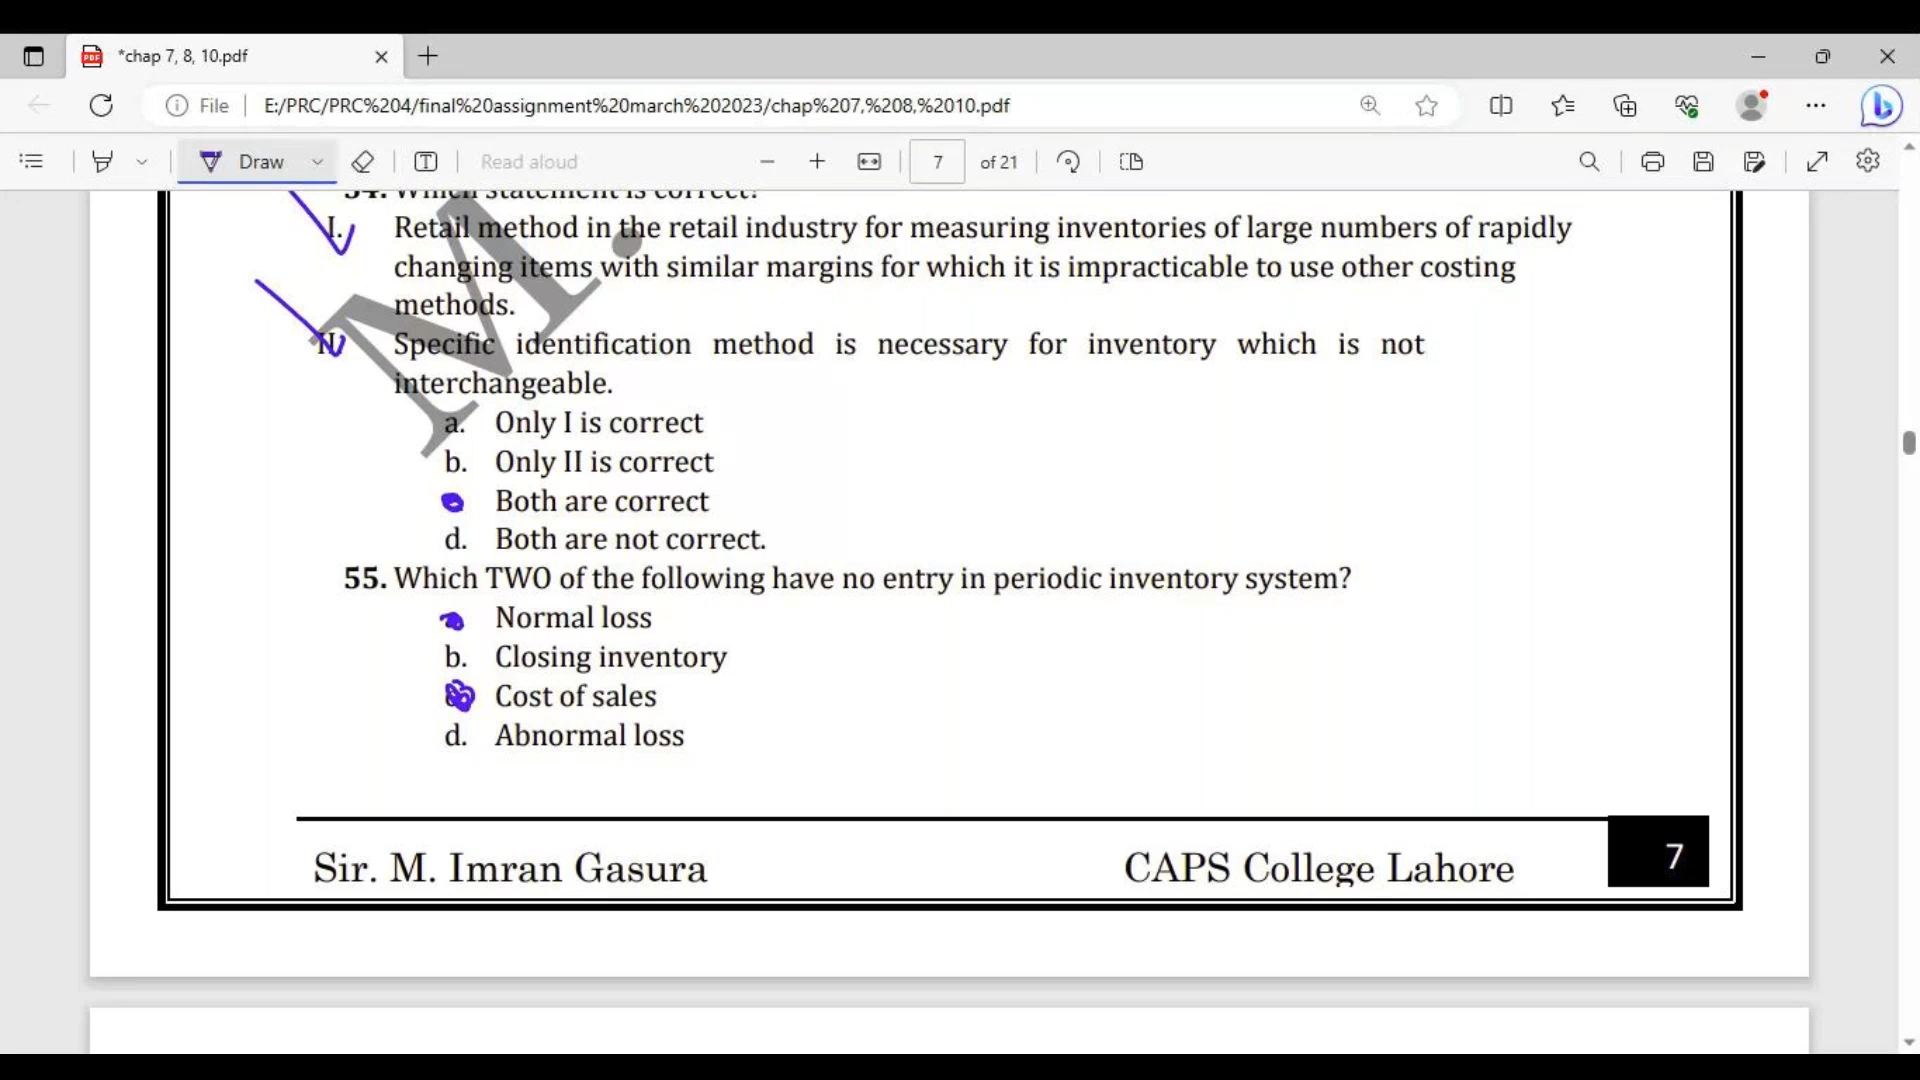 *chap 7, 8, 10.pdf
File
E:/PRC/PRC%204/final%20assignment%20march%202023/chap%207,%208,%2010.pdf
Draw
Read aloud
7
of 21
54. Which statement is correct?
I. Retail method in the retail industry for measuring inventories of large numbers of rapidly
changing items with similar margins for which it is impracticable to use other costing
methods.
II. Specific identification method is necessary for inventory which is not
interchangeable.
a. Only I is correct
b. Only II is correct
Both are correct
d. Both are not correct.
55. Which TWO of the following have no entry in periodic inventory system?
Normal loss
b. Closing inventory
Cost of sales
d. Abnormal loss
M.
Sir. M. Imran Gasura
CAPS College Lahore
7